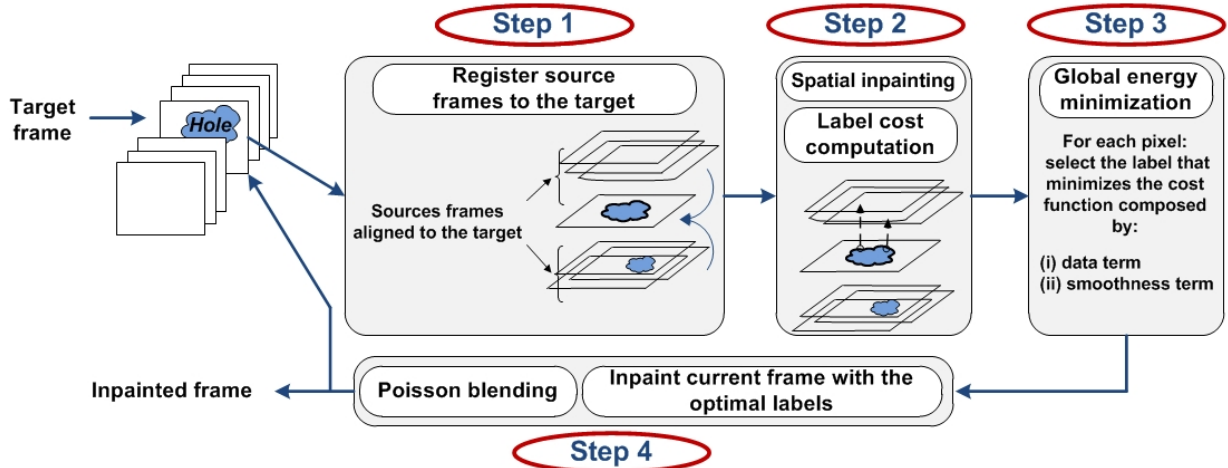 Step 1
Step 2
Step 3
Target
frame
Hole
Register source
frames to the target
Sources frames
aligned to the target
Spatial inpainting
Label cost
computation
Global energy
minimization
For each pixel:
select the label that
minimizes the cost
function composed
by:
(i) data term
(ii) smoothness term
Inpainted frame
Poisson blending
Inpaint current frame with the
optimal labels
Step 4